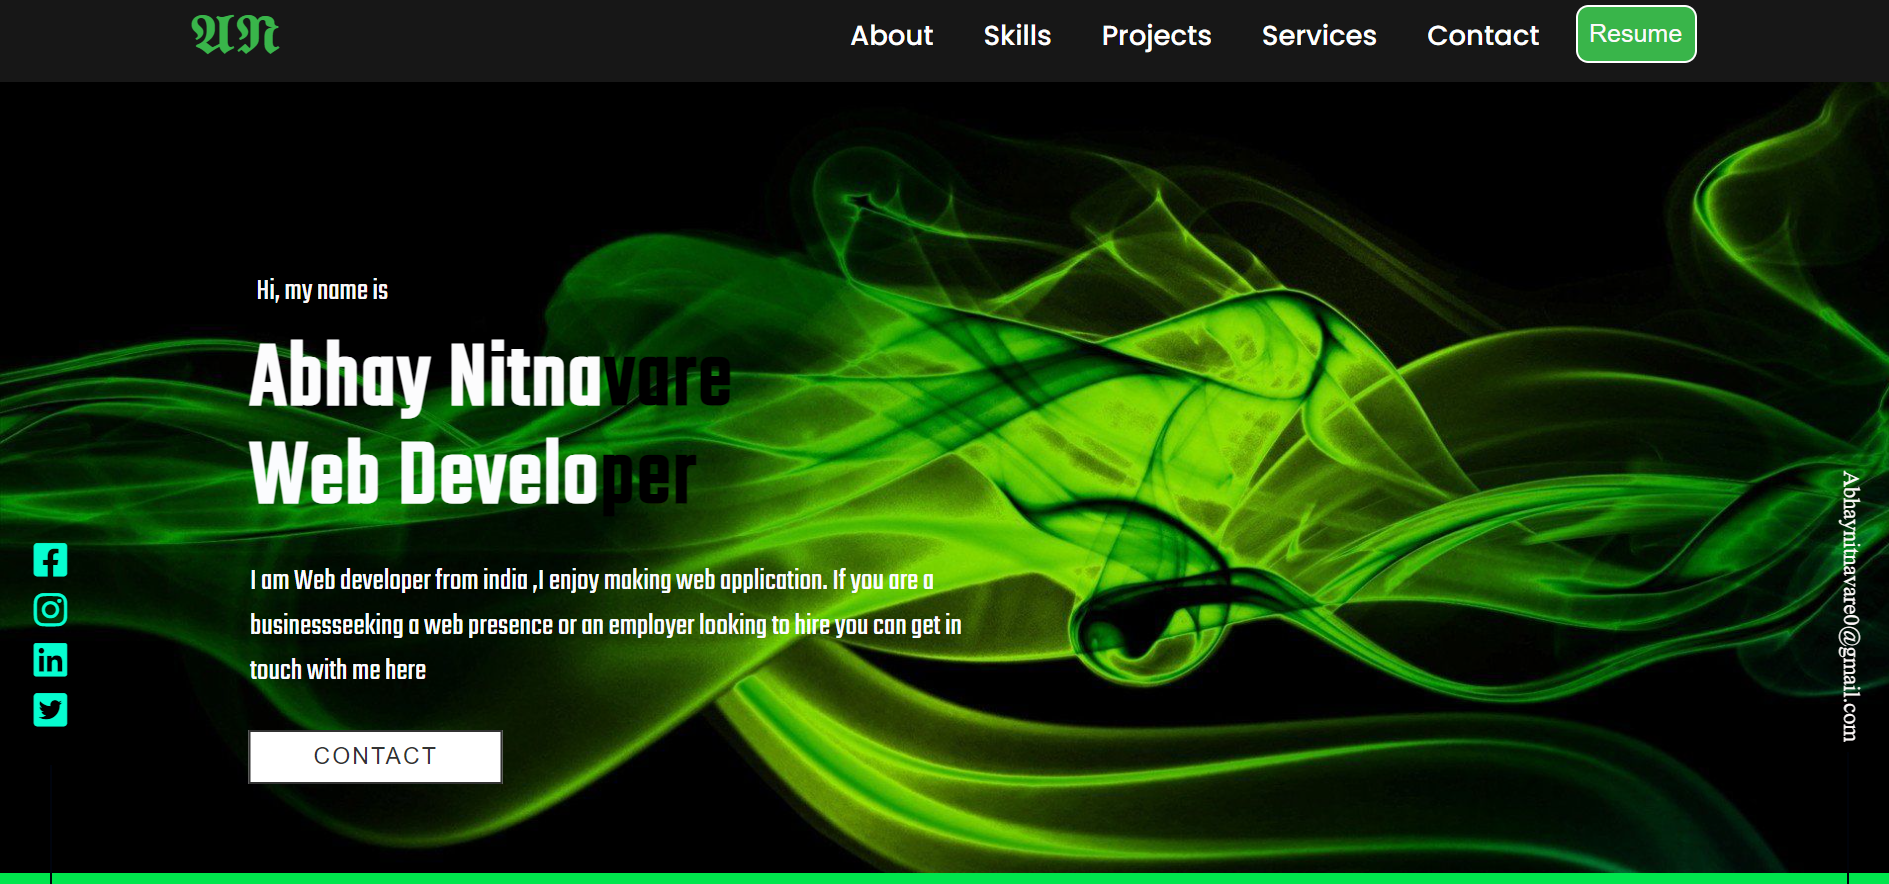 AN
About Skills Projects Services Contact Resume
Hi, my name is
Abhay Nitnavare
Web Developer
I am Web developer from india ,I enjoy making web application. If you are a
businessseeking a web presence or an employer looking to hire you can get in
touch with me here
CONTACT
Abhaynitnavare0@gmail.com